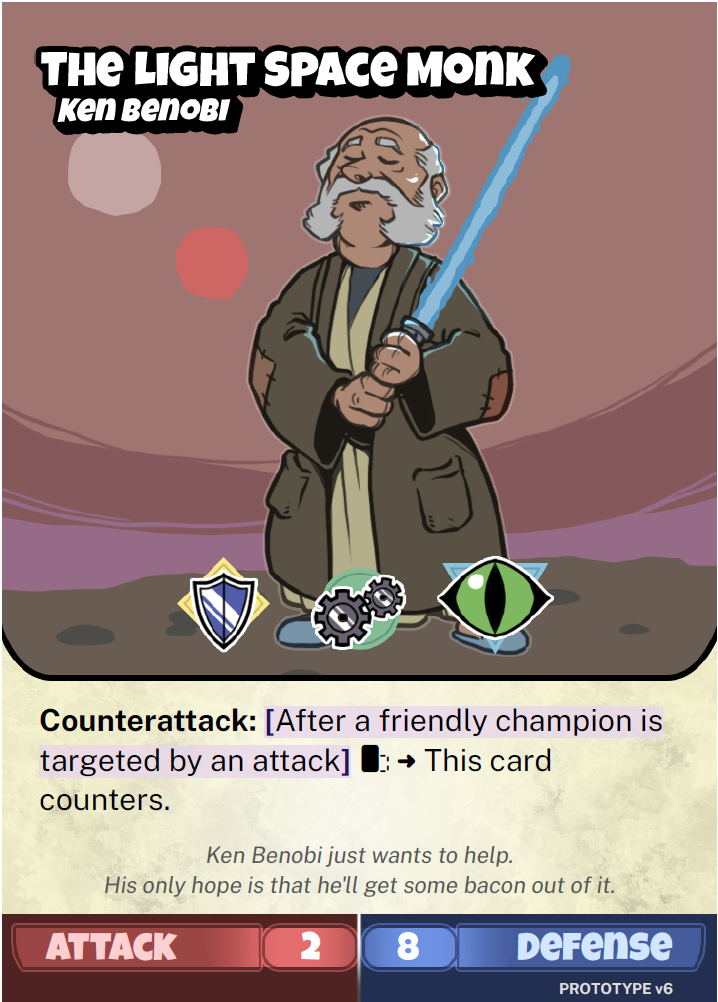 The Light Space Monk
Ken Benobi
Counterattack: [After a friendly champion is
targeted by an attack] ➜ This card
counters.
Ken Benobi just wants to help.
His only hope is that he'll get some bacon out of it.
ATTACK 2 8 DEFENSE
PROTOTYPE v6